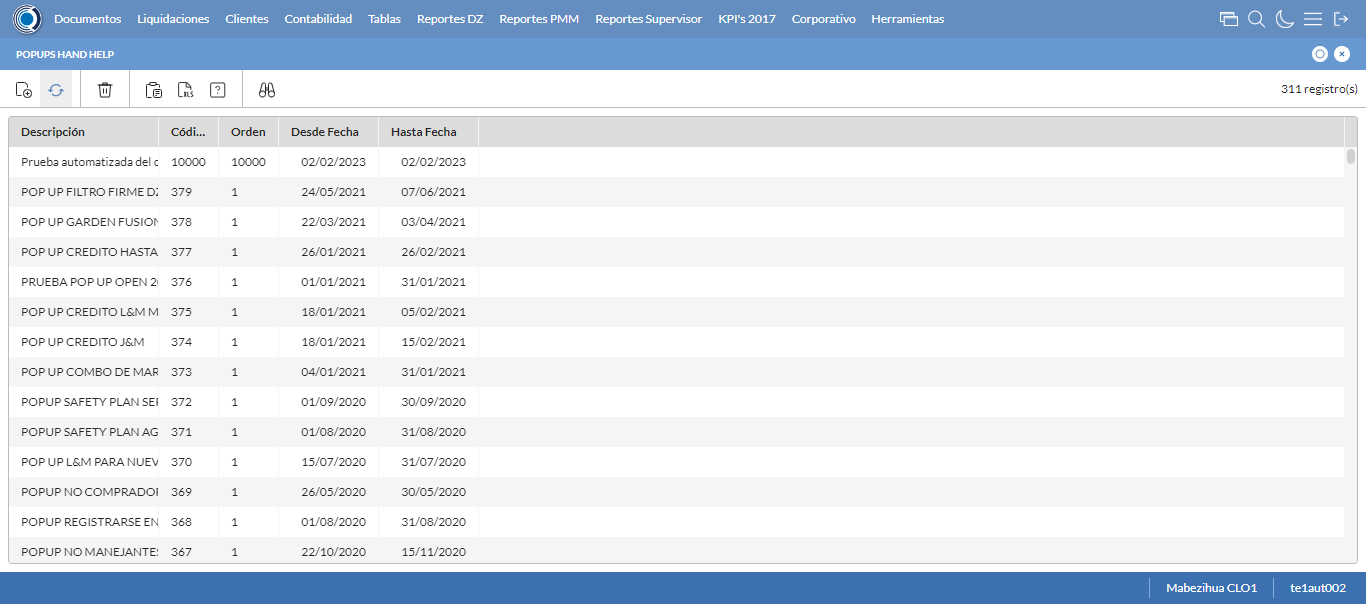 Documentos Liquidaciones Clientes Contabilidad Tablas Reportes DZ Reportes PMM Reportes Supervisor KPI's 2017 Corporativo Herramientas
POPUPS HAND HELP
XLS ? 311 registro(s)
Descripción Códi... Orden Desde Fecha Hasta Fecha
Prueba automatizada del 10000 10000 02/02/2023 02/02/2023
POP UP FILTRO FIRME DZ 379 1 24/05/2021 07/06/2021
POP UP GARDEN FUSION 378 1 22/03/2021 03/04/2021
POP UP CREDITO HASTA 377 1 26/01/2021 26/02/2021
PRUEBA POP UP OPEN 376 1 01/01/2021 31/01/2021
POP UP CREDITO L&M M 375 1 18/01/2021 05/02/2021
POP UP CREDITO J&M 374 1 18/01/2021 15/02/2021
POP UP COMBO DE MAR 373 1 04/01/2021 31/01/2021
POPUP SAFETY PLAN SEP 372 1 01/09/2020 30/09/2020
POPUP SAFETY PLAN AG 371 1 01/08/2020 31/08/2020
POP UP L&M PARA NUEV 370 1 15/07/2020 31/07/2020
POPUP NO COMPRADOR 369 1 26/05/2020 30/05/2020
POPUP REGISTRARSE EN 368 1 01/08/2020 31/08/2020
POPUP NO MANEJANTES 367 1 22/10/2020 15/11/2020
Mabezihua CLO1 te1aut002